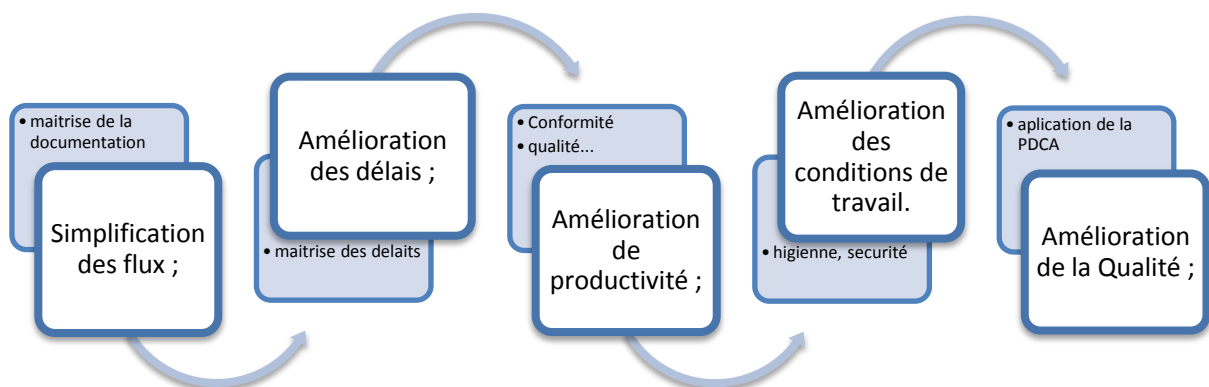 • maitrise de la
documentation
Simplification
des flux ;
Amélioration
des délais ;
• maitrise des delaits
• Conformité
• qualité...
Amélioration
de
productivité ;
Amélioration
des
conditions de
travail.
• higienne, securité
• aplication de la
PDCA
Amélioration
de la Qualité ;